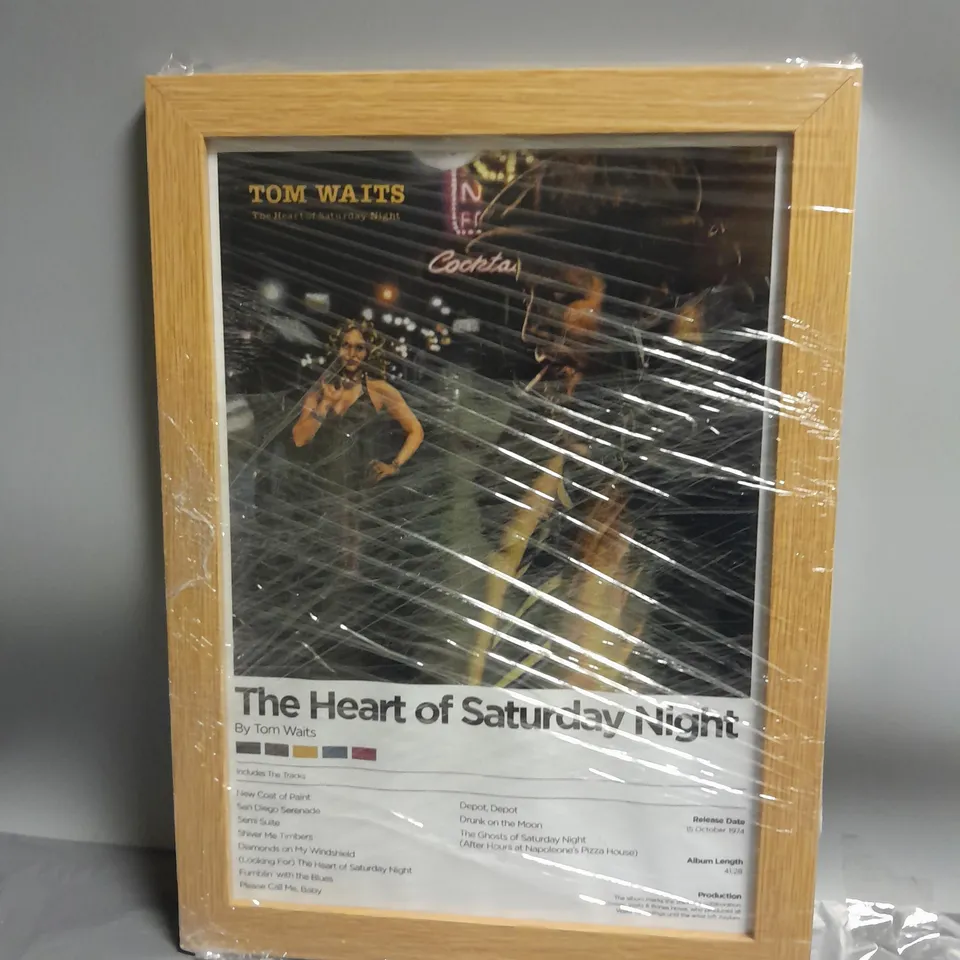 TOM WAITS
The Heart of Saturday Night
N
Cockta
The Heart of Saturday Night
By Tom Waits
Includes The Tracks
New Coat of Paint
San Diego Serenade
Semi Suite
Shiver Me Timbers
Diamonds on My Windshield
(Looking For) The Heart of Saturday Night
Fumblin' with the Blues
Please Call Me, Baby
Depot, Depot
Drunk on the Moon
The Ghosts of Saturday Night
(After Hours at Napoleone's Pizza House)
Release Date
15 October 1974
Album Length
41:28
Production